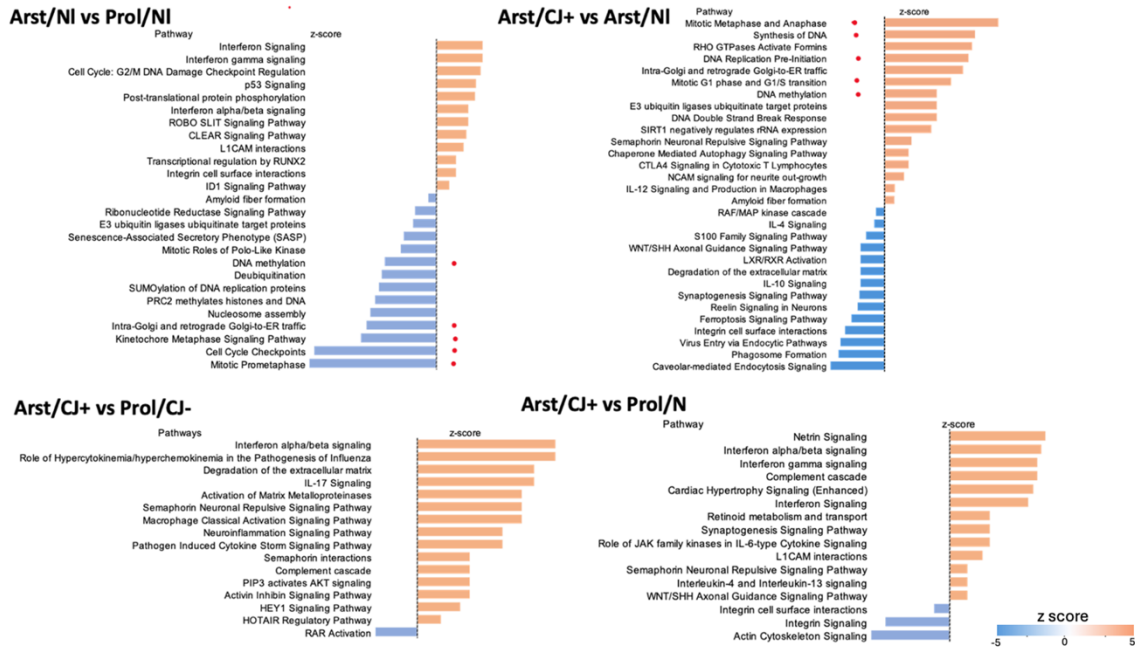 Arst/Nl vs Prol/Nl
Pathway z-score
Interferon Signaling
Interferon gamma signaling
Cell Cycle: G2/M DNA Damage Checkpoint Regulation
p53 Signaling
Post-translational protein phosphorylation
Interferon alpha/beta signaling
ROBO SLIT Signaling Pathway
CLEAR Signaling Pathway
L1CAM interactions
Transcriptional regulation by RUNX2
Integrin cell surface interactions
ID1 Signaling Pathway
Amyloid fiber formation
Ribonucleotide Reductase Signaling Pathway
E3 ubiquitin ligases ubiquitinate target proteins
Senescence-Associated Secretory Phenotype (SASP)
Mitotic Roles of Polo-Like Kinase
DNA methylation
Deubiquitination
SUMOylation of DNA replication proteins
PRC2 methylates histones and DNA
Nucleosome assembly
Intra-Golgi and retrograde Golgi-to-ER traffic
Kinetochore Metaphase Signaling Pathway
Cell Cycle Checkpoints
Mitotic Prometaphase
Arst/CJ+ vs Arst/Nl
Pathway z-score
Mitotic Metaphase and Anaphase
Synthesis of DNA
RHO GTPases Activate Formins
DNA Replication Pre-Initiation
Intra-Golgi and retrograde Golgi-to-ER traffic
Mitotic G1 phase and G1/S transition
DNA methylation
E3 ubiquitin ligases ubiquitinate target proteins
DNA Double Strand Break Response
SIRT1 negatively regulates rRNA expression
Semaphorin Neuronal Repulsive Signaling Pathway
Chaperone Mediated Autophagy Signaling Pathway
CTLA4 Signaling in Cytotoxic T Lymphocytes
NCAM signaling for neurite out-growth
IL-12 Signaling and Production in Macrophages
Amyloid fiber formation
RAF/MAP kinase cascade
IL-4 Signaling
S100 Family Signaling Pathway
WNT/SHH Axonal Guidance Signaling Pathway
LXR/RXR Activation
Degradation of the extracellular matrix
IL-10 Signaling
Synaptogenesis Signaling Pathway
Reelin Signaling in Neurons
Ferroptosis Signaling Pathway
Integrin cell surface interactions
Virus Entry via Endocytic Pathways
Phagosome Formation
Caveolar-mediated Endocytosis Signaling
Arst/CJ+ vs Prol/CJ-
Pathways z-score
Interferon alpha/beta signaling
Role of Hypercytokinemia/hyperchemokinemia in the Pathogenesis of Influenza
Degradation of the extracellular matrix
IL-17 Signaling
Activation of Matrix Metalloproteinases
Semaphorin Neuronal Repulsive Signaling Pathway
Macrophage Classical Activation Signaling Pathway
Neuroinflammation Signaling Pathway
Pathogen Induced Cytokine Storm Signaling Pathway
Semaphorin interactions
Complement cascade
PIP3 activates AKT signaling
Activin Inhibin Signaling Pathway
HEY1 Signaling Pathway
HOTAIR Regulatory Pathway
RAR Activation
Arst/CJ+ vs Prol/N
Pathway z-score
Netrin Signaling
Interferon alpha/beta signaling
Interferon gamma signaling
Complement cascade
Cardiac Hypertrophy Signaling (Enhanced)
Interferon Signaling
Retinoid metabolism and transport
Synaptogenesis Signaling Pathway
Role of JAK family kinases in IL-6-type Cytokine Signaling
L1CAM interactions
Semaphorin Neuronal Repulsive Signaling Pathway
Interleukin-4 and Interleukin-13 signaling
WNT/SHH Axonal Guidance Signaling Pathway
Integrin cell surface interactions
Integrin Signaling
Actin Cytoskeleton Signaling
z score
-5 0 5